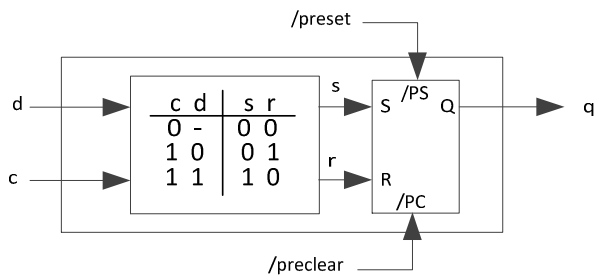 /preset
d
c d s r
0 - 0 0
1 0 0 1
1 1 1 0
s
/PS
S Q
q
c
r
R
/PC
/preclear